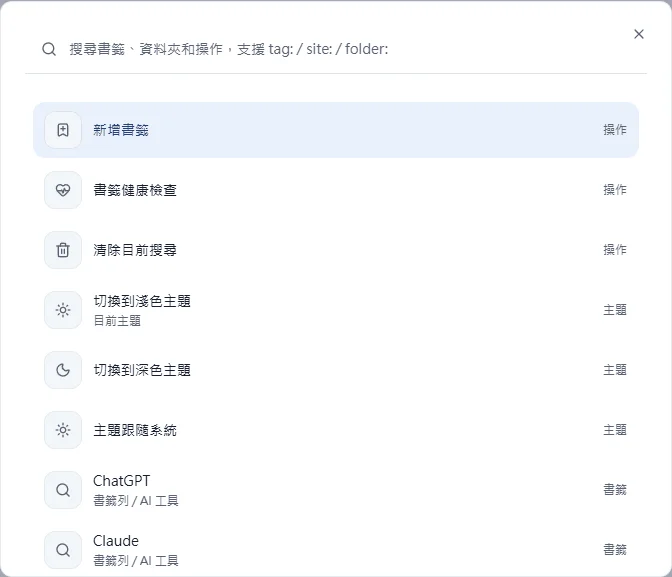 搜尋書籤、資料夾和操作，支援 tag: / site: / folder:
新增書籤
操作
書籤健康檢查
操作
清除目前搜尋
操作
切換到淺色主題
目前主題
主題
切換到深色主題
主題
主題跟隨系統
主題
ChatGPT
書籤列 / AI 工具
書籤
Claude
書籤列 / AI 工具
書籤